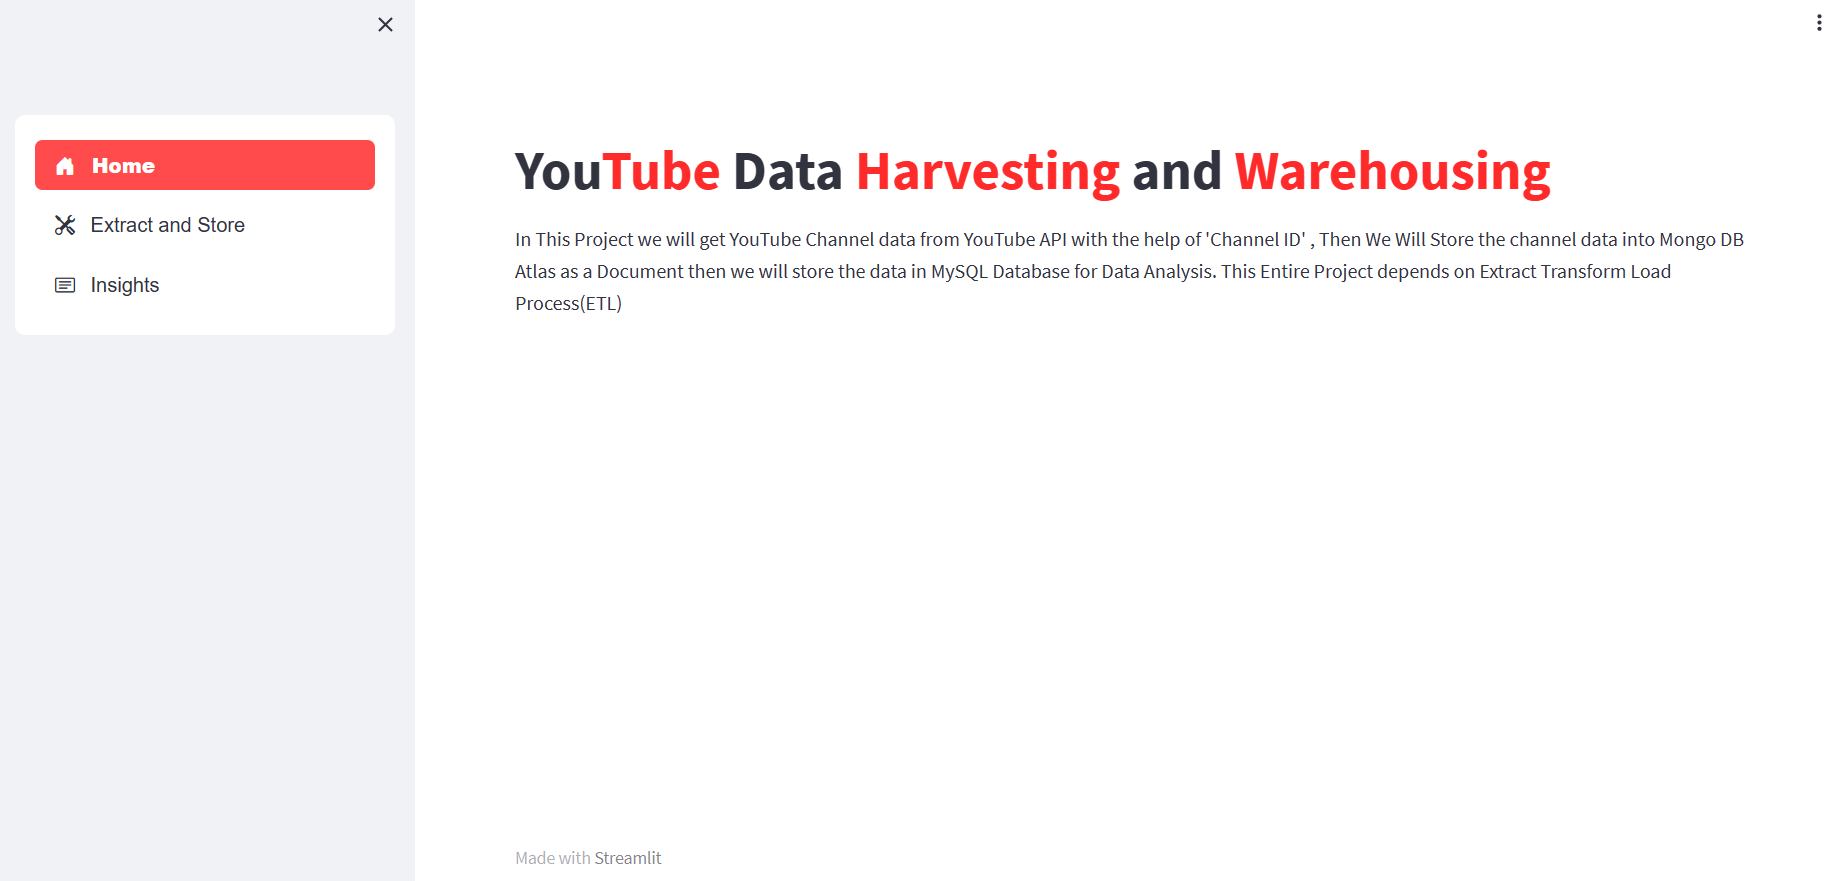 Home
Extract and Store
Insights
YouTube Data Harvesting and Warehousing
In This Project we will get YouTube Channel data from YouTube API with the help of 'Channel ID' , Then We Will Store the channel data into Mongo DB
Atlas as a Document then we will store the data in MySQL Database for Data Analysis. This Entire Project depends on Extract Transform Load
Process(ETL)
Made with Streamlit